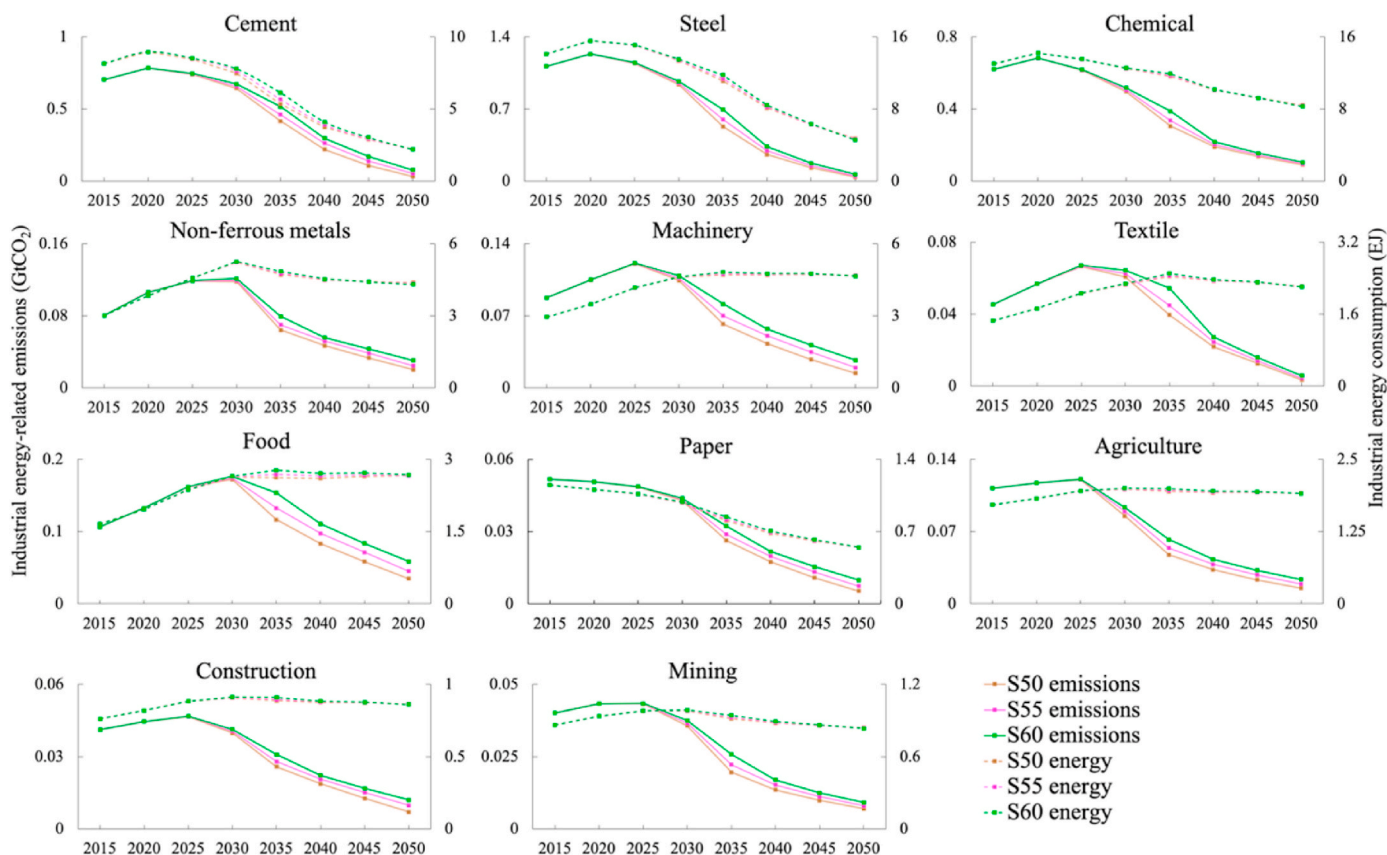 Cement
Steel
Chemical
1
0.5
0
10
5
0
1.4
0.7
0
16
8
0
0.8
0.4
0
16
8
0
2015 2020 2025 2030 2035 2040 2045 2050
2015 2020 2025 2030 2035 2040 2045 2050
2015 2020 2025 2030 2035 2040 2045 2050
Industrial energy-related emissions (GtCO₂)
Industrial energy consumption (EJ)
Non-ferrous metals
Machinery
Textile
0.16
0.08
0
6
3
0
0.14
0.07
0
6
3
0
0.08
0.04
0
3.2
1.6
0
2015 2020 2025 2030 2035 2040 2045 2050
2015 2020 2025 2030 2035 2040 2045 2050
2015 2020 2025 2030 2035 2040 2045 2050
Food
Paper
Agriculture
0.2
0.1
0
3
1.5
0
0.06
0.03
0
1.4
0.7
0
0.14
0.07
0
2.5
1.25
0
2015 2020 2025 2030 2035 2040 2045 2050
2015 2020 2025 2030 2035 2040 2045 2050
2015 2020 2025 2030 2035 2040 2045 2050
Construction
Mining
0.06
0.03
0
1
0.5
0
0.05
0.025
0
1.2
0.6
0
2015 2020 2025 2030 2035 2040 2045 2050
2015 2020 2025 2030 2035 2040 2045 2050
S50 emissions
S55 emissions
S60 emissions
S50 energy
S55 energy
S60 energy